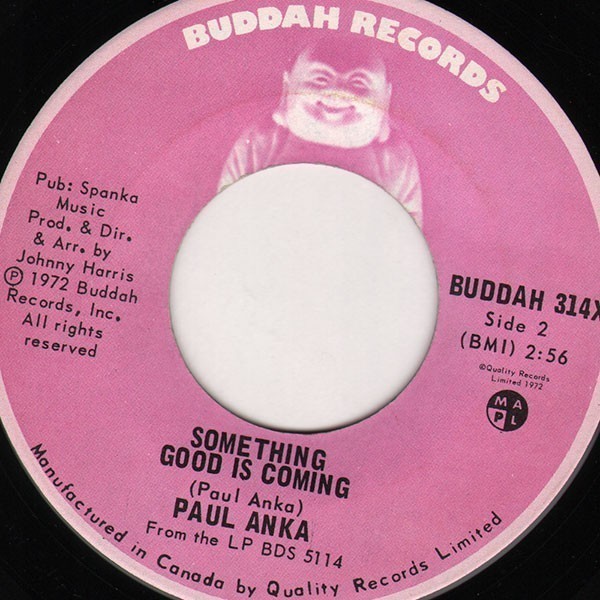 BUDDAH RECORDS
Pub: Spanka
Music
Prod. & Dir.
& Arr. by
Johnny Harris
Ⓟ 1972 Buddah
Records, Inc.
All rights
reserved
BUDDAH 314X
Side 2
(BMI) 2:56
©Quality Records
Limited 1972
M A
P L
SOMETHING
GOOD IS COMING
(Paul Anka)
PAUL ANKA
From the LP BDS 5114
Manufactured in Canada by Quality Records Limited